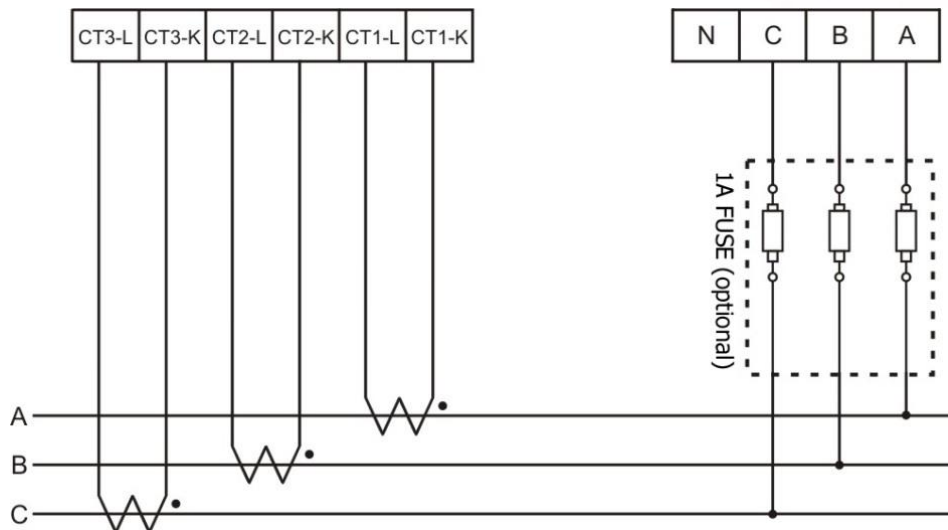 CT3-L CT3-K CT2-L CT2-K CT1-L CT1-K
N C B A
1A FUSE (optional)
A
B
C